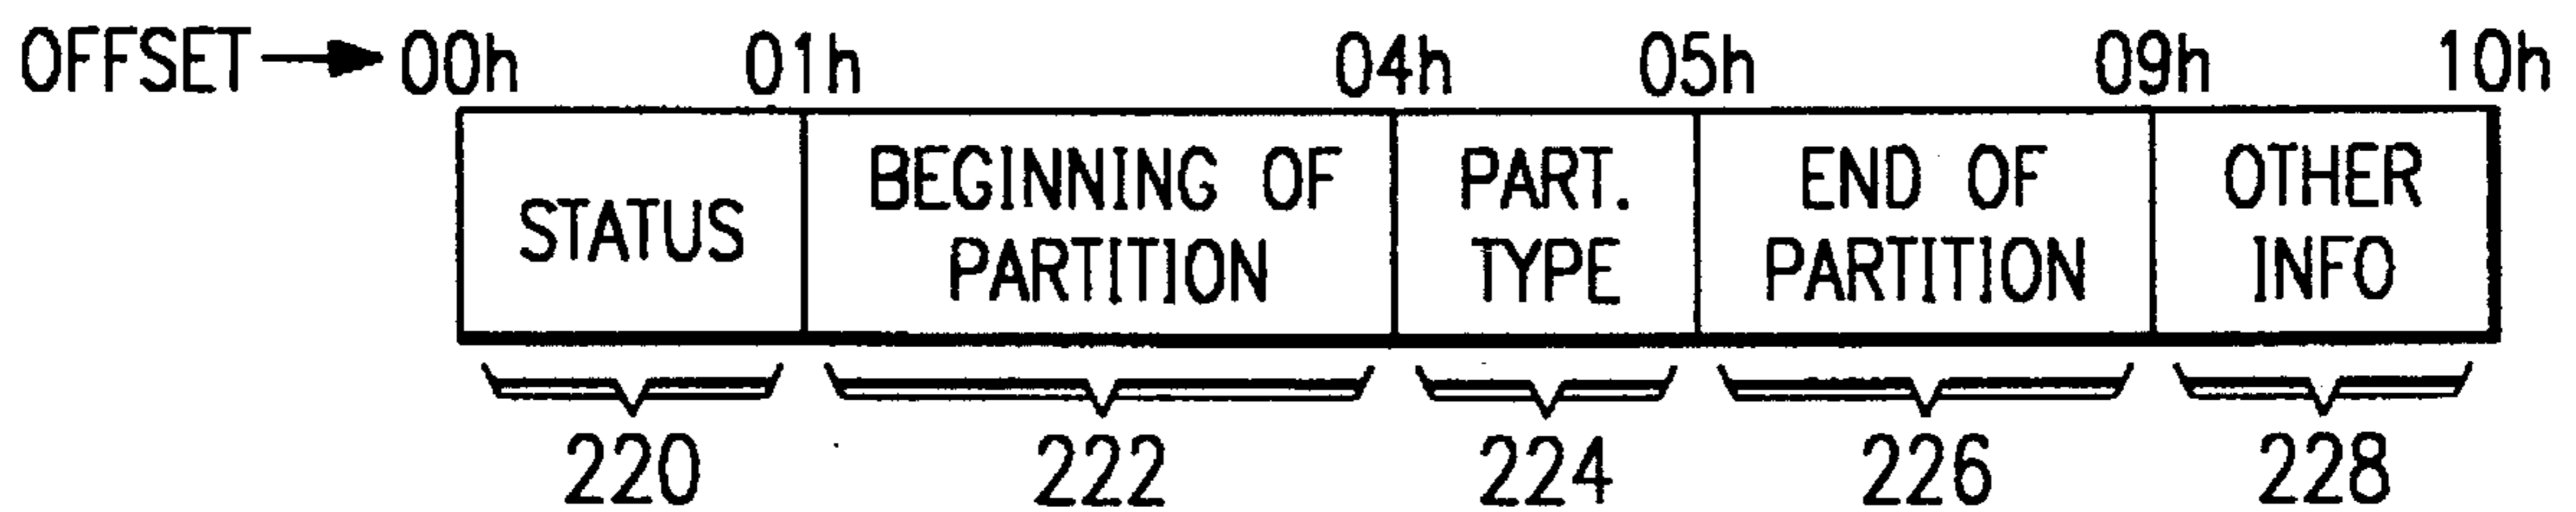 OFFSET → 00h 01h 04h 05h 09h 10h
STATUS
BEGINNING OF
PARTITION
PART.
TYPE
END OF
PARTITION
OTHER
INFO
220 222 224 226 228